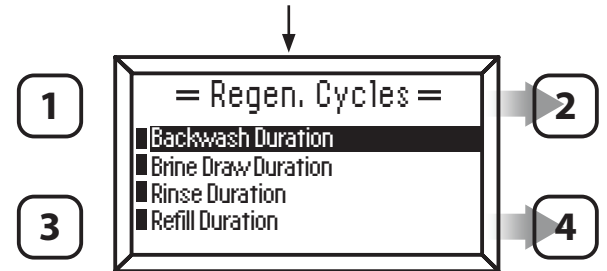 1
= Regen. Cycles =
2
Backwash Duration
Brine Draw Duration
Rinse Duration
3
Refill Duration
4